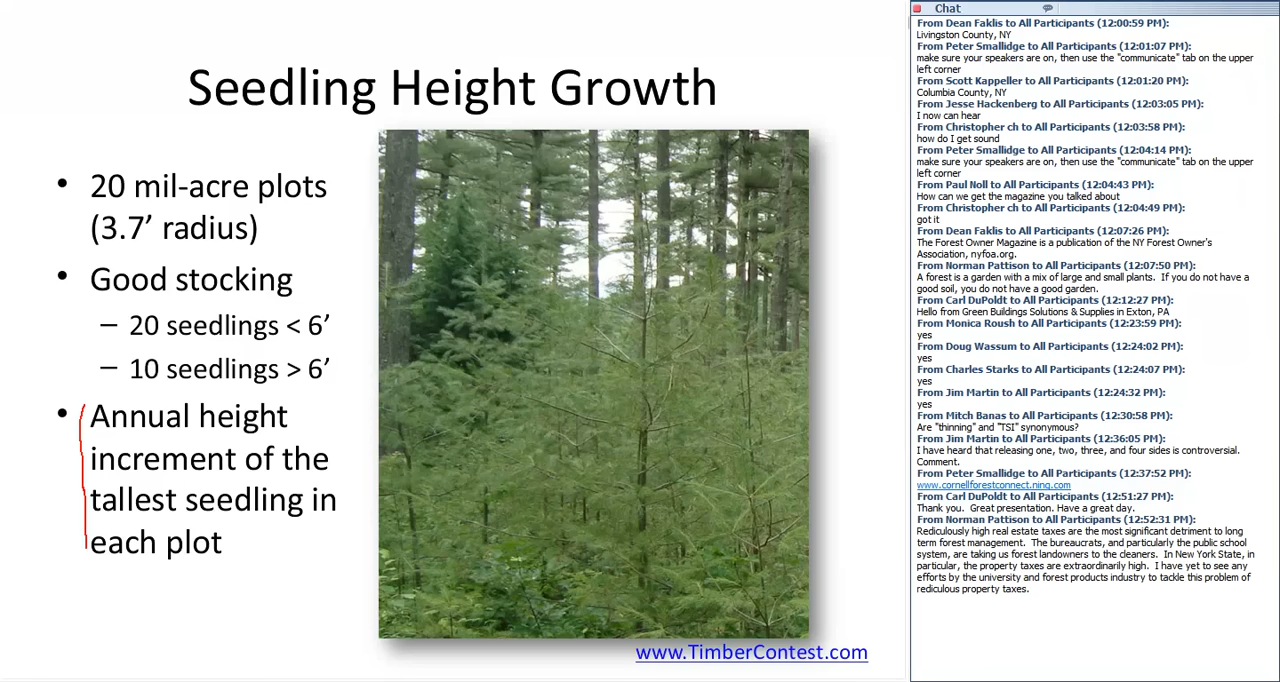 Seedling Height Growth
• 20 mil-acre plots
(3.7’ radius)
• Good stocking
– 20 seedlings < 6’
– 10 seedlings > 6’
• Annual height
increment of the
tallest seedling in
each plot
www.TimberContest.com
Chat
From Dean Faklis to All Participants (12:00:59 PM):
Livingston County, NY
From Peter Smallidge to All Participants (12:01:07 PM):
make sure your speakers are on, then use the "communicate" tab on the upper
left corner
From Scott Kappeller to All Participants (12:01:20 PM):
Columbia County, NY
From Jesse Hackenberg to All Participants (12:03:05 PM):
I now can hear
From Christopher ch to All Participants (12:03:58 PM):
how do I get sound
From Peter Smallidge to All Participants (12:04:14 PM):
make sure your speakers are on, then use the "communicate" tab on the upper
left corner
From Paul Noll to All Participants (12:04:43 PM):
How can we get the magazine you talked about
From Christopher ch to All Participants (12:04:49 PM):
got it
From Dean Faklis to All Participants (12:07:26 PM):
The Forest Owner Magazine is a publication of the NY Forest Owner's
Association, nyfoa.org.
From Norman Pattison to All Participants (12:07:50 PM):
A forest is a garden with a mix of large and small plants. If you do not have a
good soil, you do not have a good garden.
From Carl DuPoldt to All Participants (12:12:27 PM):
Hello from Green Buildings Solutions & Supplies in Exton, PA
From Monica Roush to All Participants (12:23:59 PM):
yes
From Doug Wassum to All Participants (12:24:02 PM):
yes
From Charles Starks to All Participants (12:24:07 PM):
yes
From Jim Martin to All Participants (12:24:32 PM):
yes
From Mitch Banas to All Participants (12:30:58 PM):
Are "thinning" and "TSI" synonymous?
From Jim Martin to All Participants (12:36:05 PM):
I have heard that releasing one, two, three, and four sides is controversial.
Comment.
From Peter Smallidge to All Participants (12:37:52 PM):
www.cornellforestconnect.ning.com
From Carl DuPoldt to All Participants (12:51:27 PM):
Thank you. Great presentation. Have a great day.
From Norman Pattison to All Participants (12:52:31 PM):
Rediculously high real estate taxes are the most significant detriment to long
term forest management. The bureaucrats, and particularly the public school
system, are taking us forest landowners to the cleaners. In New York State, in
particular, the property taxes are extraordinarily high. I have yet to see any
efforts by the university and forest products industry to tackle this problem of
rediculous property taxes.